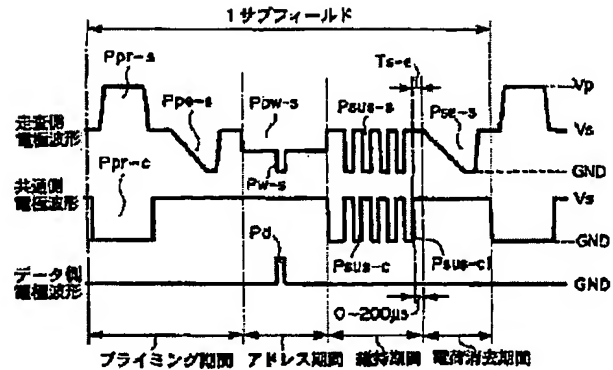 1サブフィールド
Ppr-s
Ts-e
Vp
Ppe-s
Pbw-s
Psus-s
Pse-s
走査側
電極波形
Vs
Pw-s
GND
Ppr-c
共通側
電極波形
Vs
GND
Pd
Psus-c
Psus-cl
データ側
電極波形
GND
0~200μs
プライミング期間
アドレス期間
維持期間
電荷消去期間